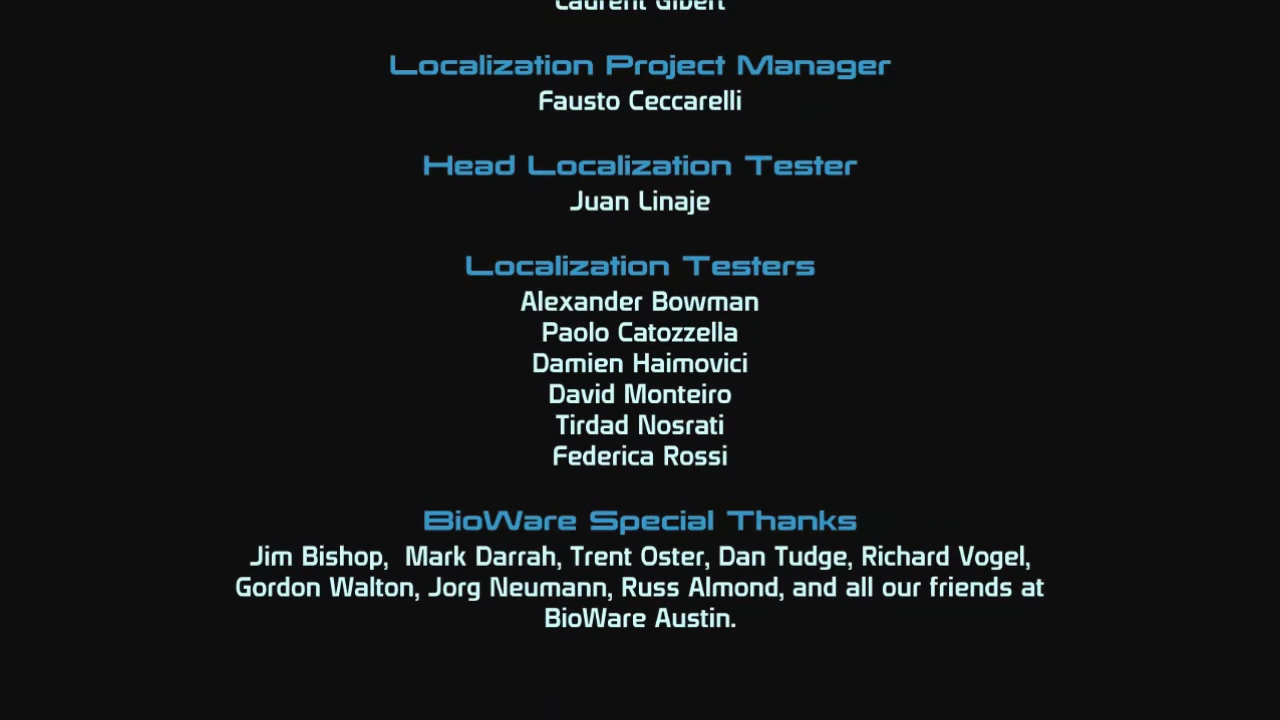 Laurent Gibert
Localization Project Manager
Fausto Ceccarelli
Head Localization Tester
Juan Linaje
Localization Testers
Alexander Bowman
Paolo Catozzella
Damien Haimovici
David Monteiro
Tirdad Nosrati
Federica Rossi
BioWare Special Thanks
Jim Bishop,  Mark Darrah, Trent Oster, Dan Tudge, Richard Vogel,
Gordon Walton, Jorg Neumann, Russ Almond, and all our friends at
BioWare Austin.